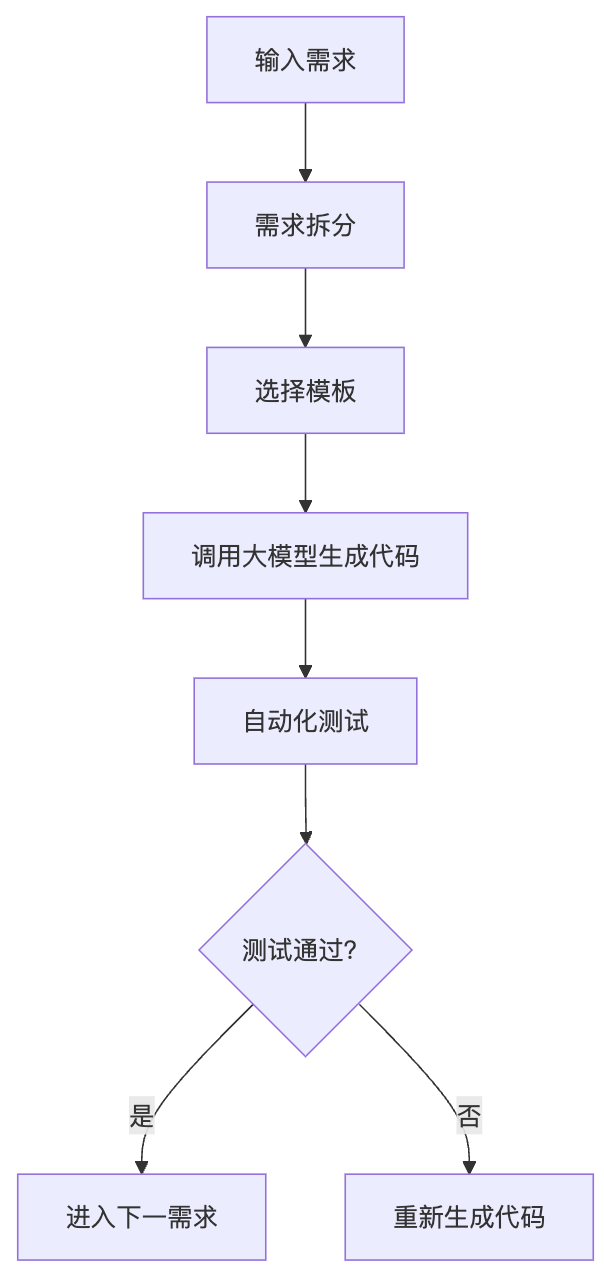 输入需求
需求拆分
选择模板
调用大模型生成代码
自动化测试
测试通过?
是
否
进入下一需求
重新生成代码